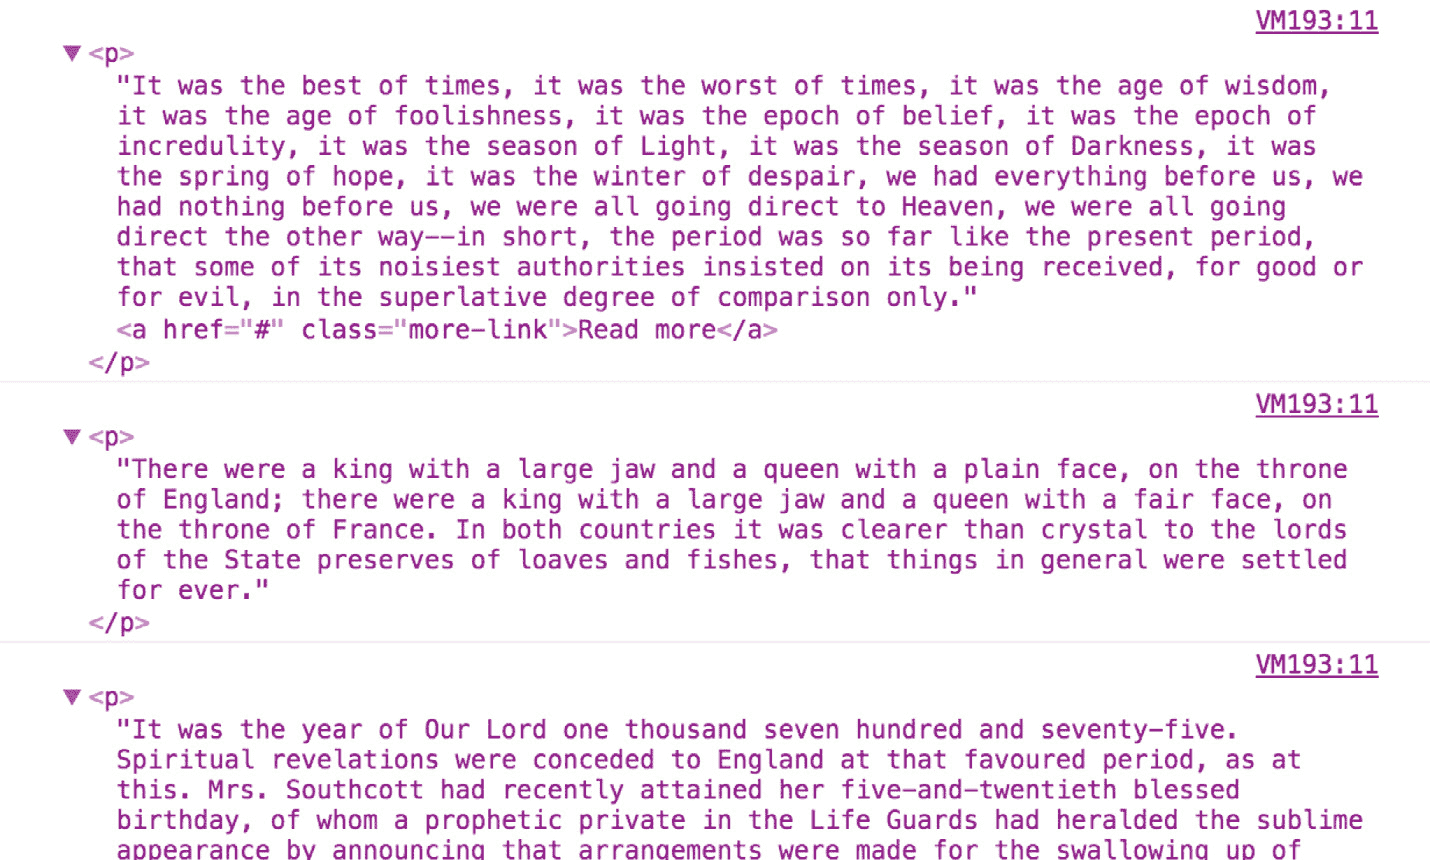 VM193:11
▼<p>
"It was the best of times, it was the worst of times, it was the age of wisdom,
it was the age of foolishness, it was the epoch of belief, it was the epoch of
incredulity, it was the season of Light, it was the season of Darkness, it was
the spring of hope, it was the winter of despair, we had everything before us, we
had nothing before us, we were all going direct to Heaven, we were all going
direct the other way--in short, the period was so far like the present period,
that some of its noisiest authorities insisted on its being received, for good or
for evil, in the superlative degree of comparison only."
<a href="#" class="more-link">Read more</a>
</p>
VM193:11
▼<p>
"There were a king with a large jaw and a queen with a plain face, on the throne
of England; there were a king with a large jaw and a queen with a fair face, on
the throne of France. In both countries it was clearer than crystal to the lords
of the State preserves of loaves and fishes, that things in general were settled
for ever."
</p>
VM193:11
▼<p>
"It was the year of Our Lord one thousand seven hundred and seventy-five.
Spiritual revelations were conceded to England at that favoured period, as at
this. Mrs. Southcott had recently attained her five-and-twentieth blessed
birthday, of whom a prophetic private in the Life Guards had heralded the sublime
appearance by announcing that arrangements were made for the swallowing up of